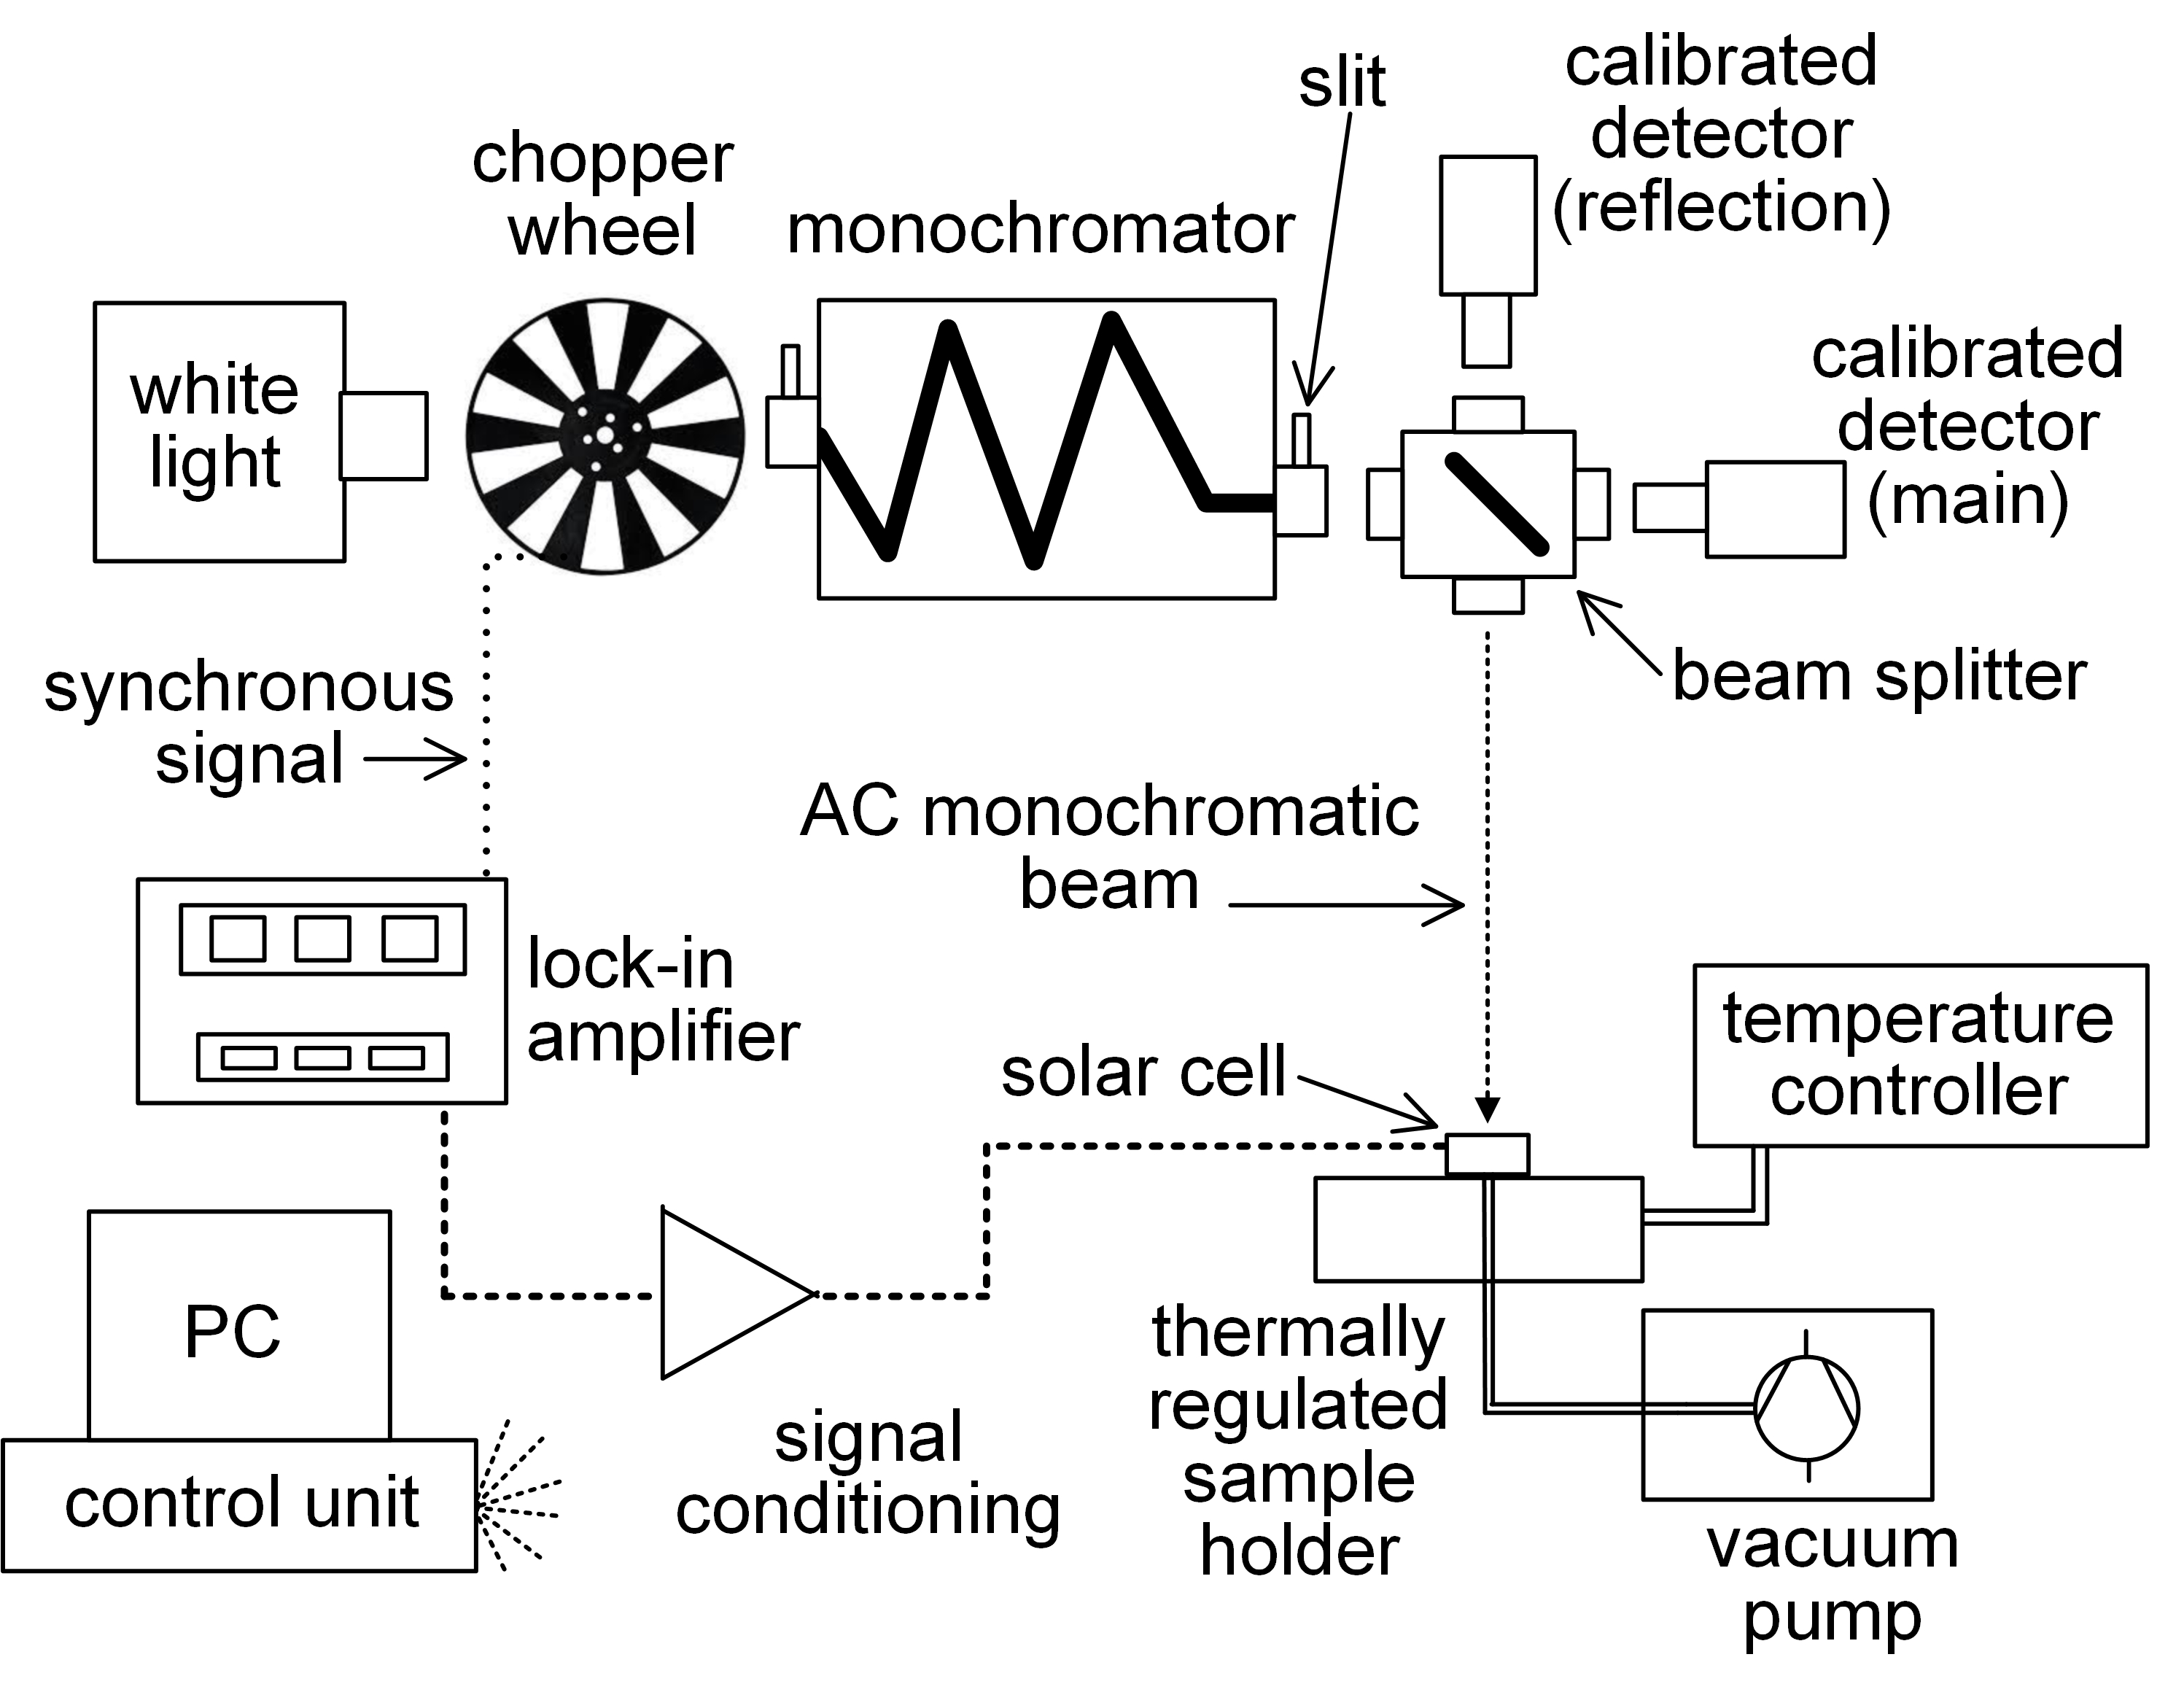 slit
calibrated
detector
(reflection)
chopper
wheel
monochromator
white
light
calibrated
detector
(main)
synchronous
signal
beam splitter
AC monochromatic
beam
lock-in
amplifier
solar cell
temperature
controller
PC
control unit
signal
conditioning
thermally
regulated
sample
holder
vacuum
pump